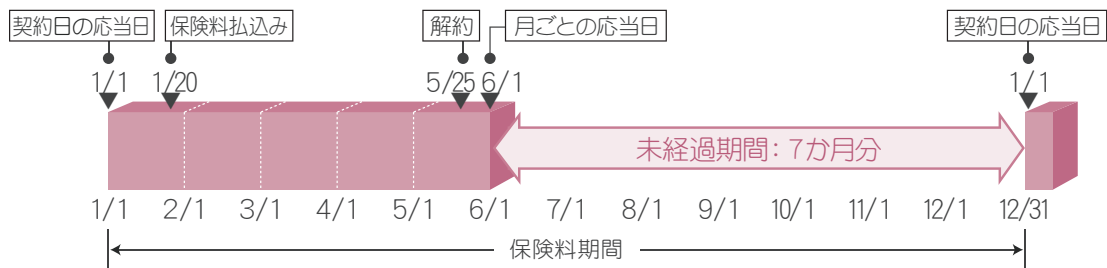 契約日の応当日 保険料払込み 解約 月ごとの応当日 契約日の応当日
1/1 1/20 5/25 6/1 1/1
未経過期間：7か月分
1/1 2/1 3/1 4/1 5/1 6/1 7/1 8/1 9/1 10/1 11/1 12/1 12/31
保険料期間